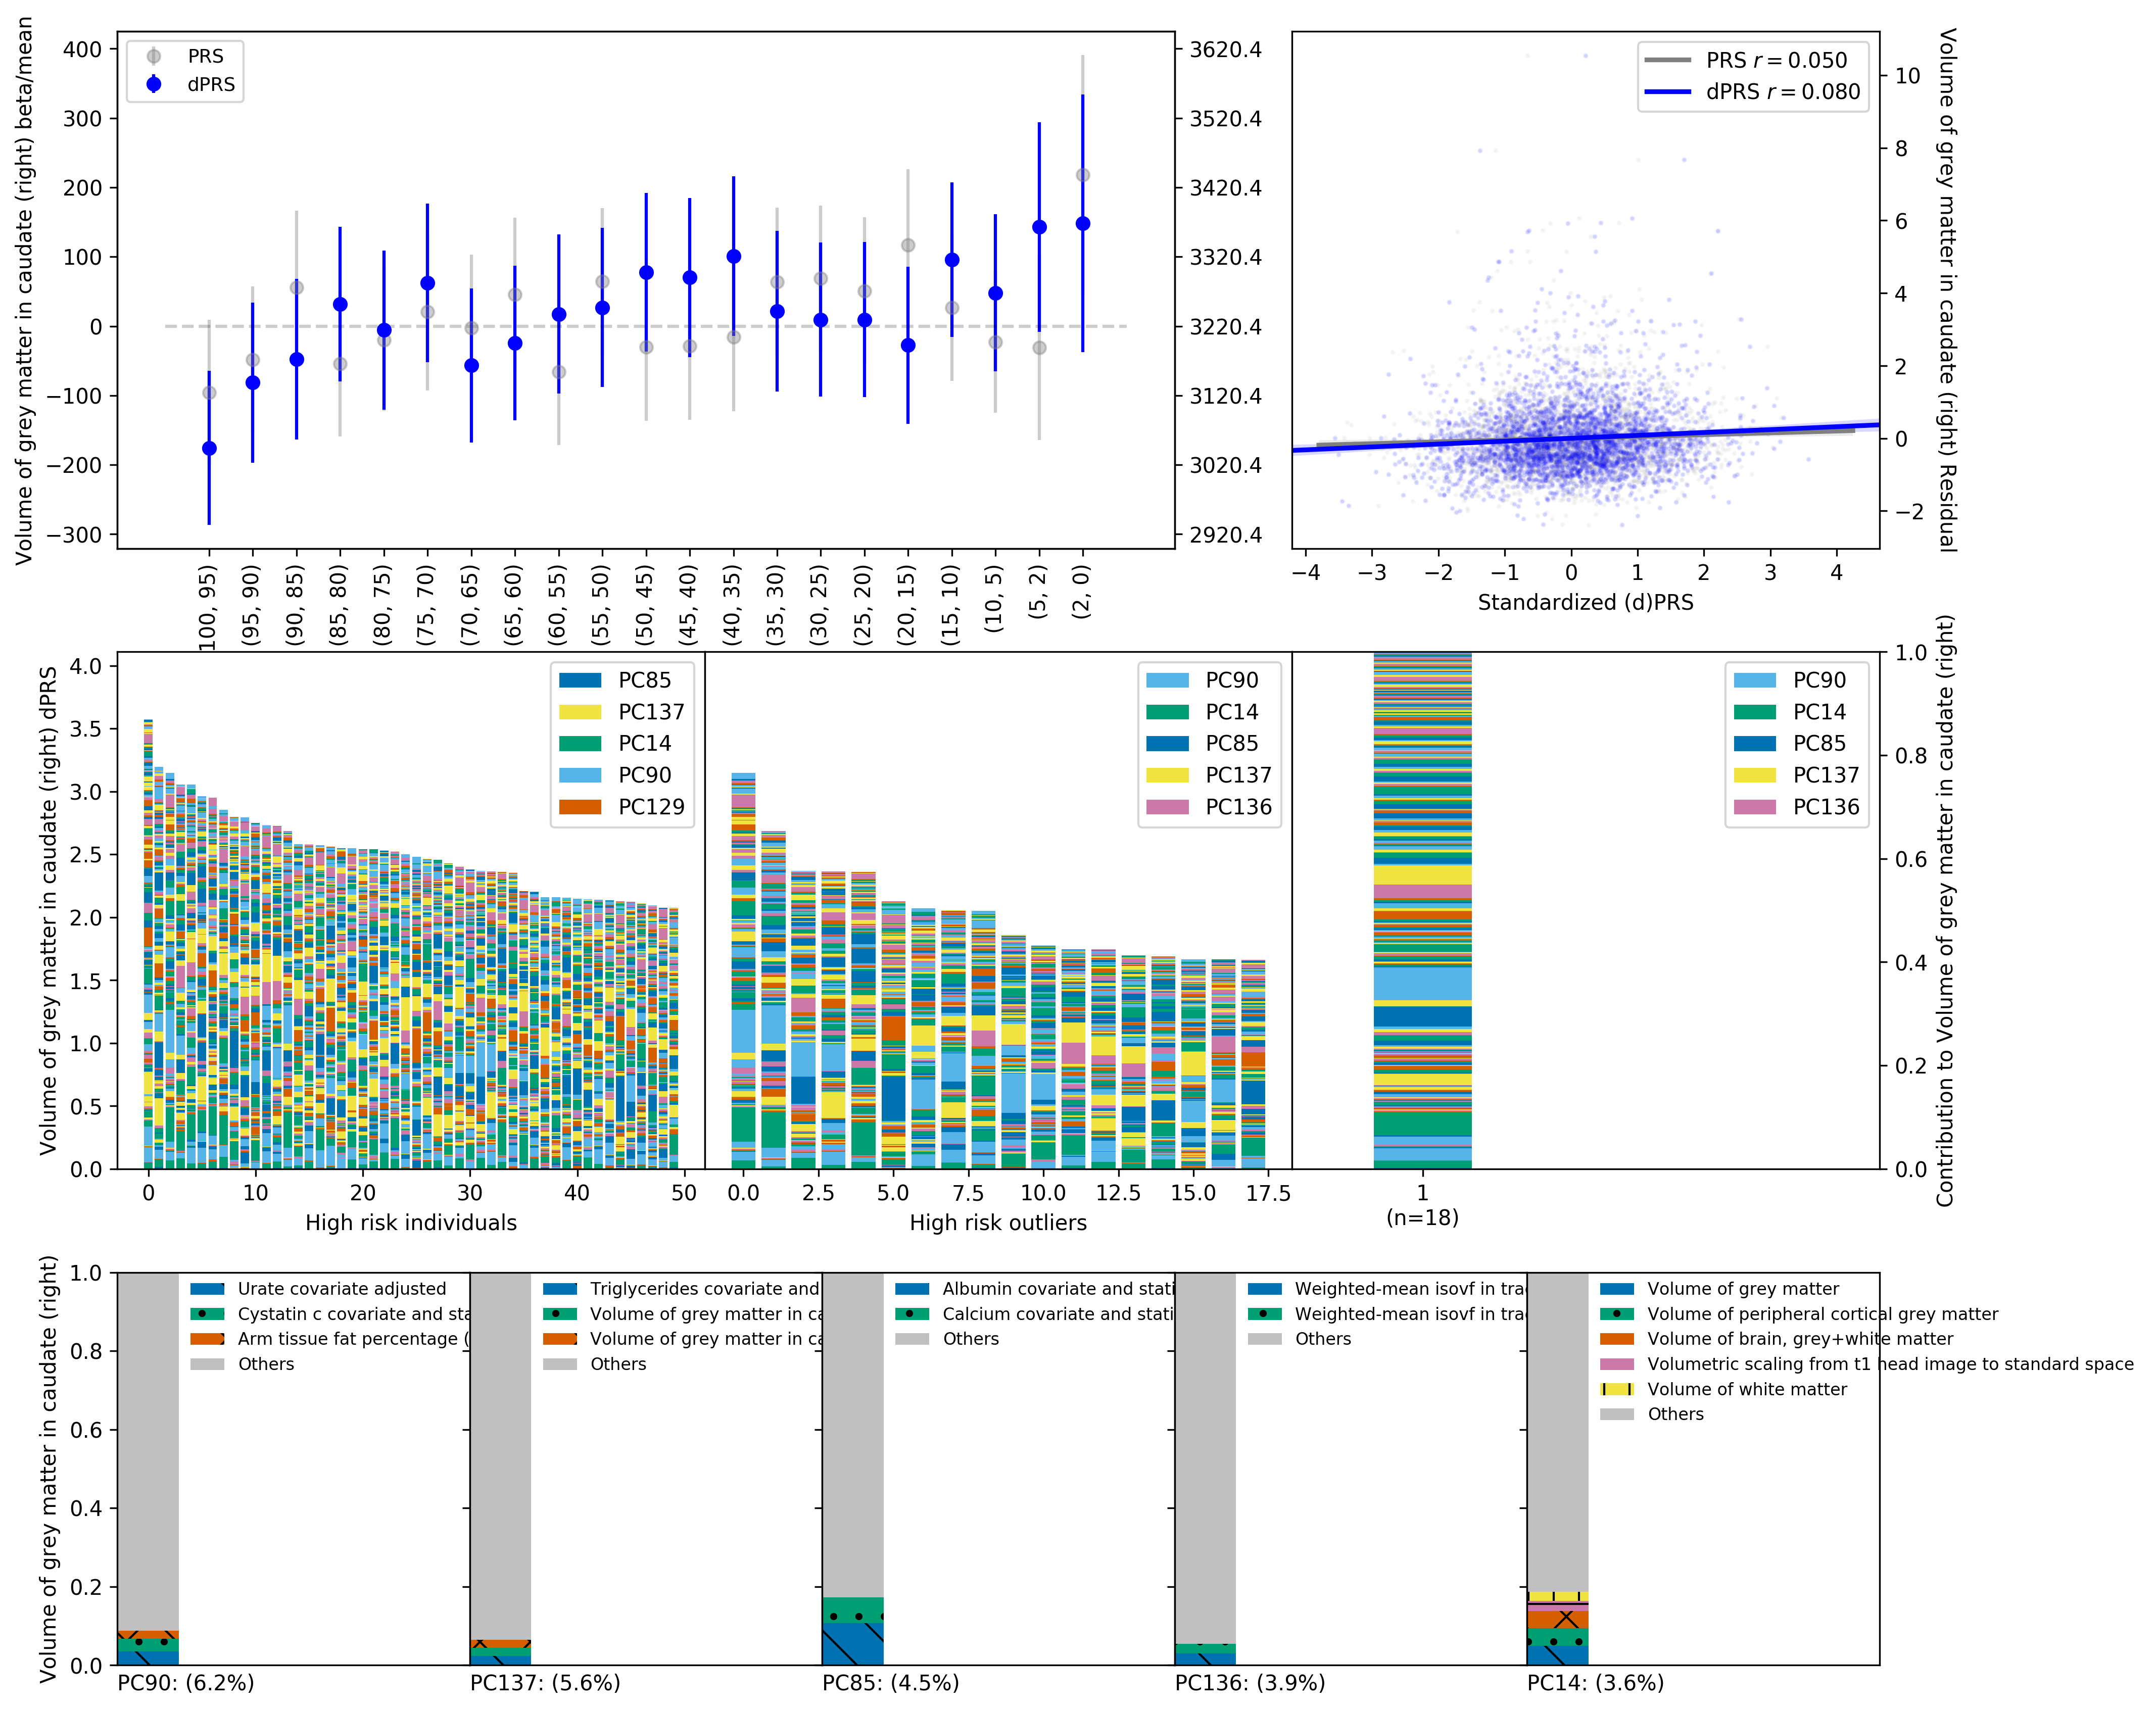 Volume of grey matter in caudate (right) beta/mean
400
300
200
100
0
−100
−200
−300
PRS
dPRS
3620.4
3520.4
3420.4
3320.4
3220.4
3120.4
3020.4
2920.4
100, 95)
(95, 90)
(90, 85)
(85, 80)
(80, 75)
(75, 70)
(70, 65)
(65, 60)
(60, 55)
(55, 50)
(50, 45)
(45, 40)
(40, 35)
(35, 30)
(30, 25)
(25, 20)
(20, 15)
(15, 10)
(10, 5)
(5, 2)
(2, 0)
PRS r = 0.050
dPRS r = 0.080
10
8
6
4
2
0
−2
Volume of grey matter in caudate (right) Residual
−4 −3 −2 −1 0 1 2 3 4
Standardized (d)PRS
Volume of grey matter in caudate (right) dPRS
4.0
3.5
3.0
2.5
2.0
1.5
1.0
0.5
0.0
PC85
PC137
PC14
PC90
PC129
0 10 20 30 40 50
High risk individuals
PC90
PC14
PC85
PC137
PC136
0.0 2.5 5.0 7.5 10.0 12.5 15.0 17.5
High risk outliers
PC90
PC14
PC85
PC137
PC136
1
(n=18)
1.0
0.8
0.6
0.4
0.2
0.0
Contribution to Volume of grey matter in caudate (right)
Volume of grey matter in caudate (right)
1.0
0.8
0.6
0.4
0.2
0.0
Urate covariate adjusted
Cystatin c covariate and sta
Arm tissue fat percentage (
Others
PC90: (6.2%)
Triglycerides covariate and
Volume of grey matter in ca
Volume of grey matter in ca
Others
PC137: (5.6%)
Albumin covariate and stati
Calcium covariate and stati
Others
PC85: (4.5%)
Weighted-mean isovf in trac
Weighted-mean isovf in trac
Others
PC136: (3.9%)
Volume of grey matter
Volume of peripheral cortical grey matter
Volume of brain, grey+white matter
Volumetric scaling from t1 head image to standard space
Volume of white matter
Others
PC14: (3.6%)